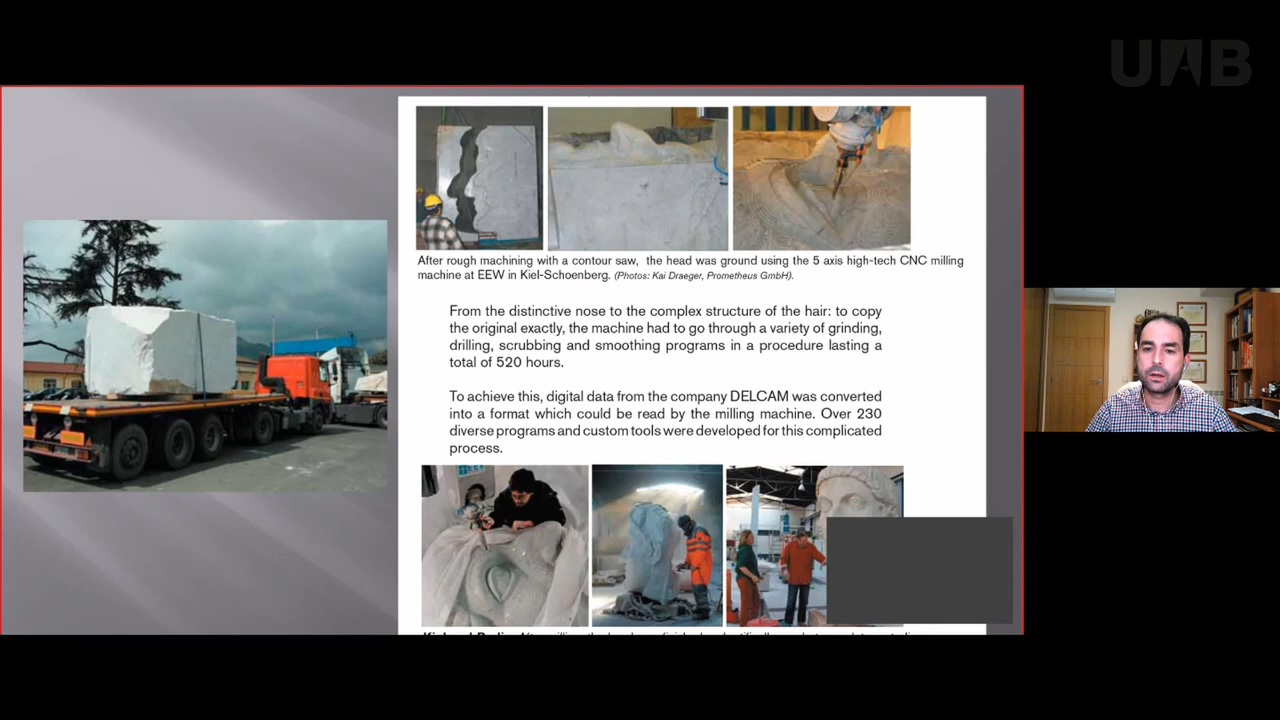 UAB
After rough machining with a contour saw, the head was ground using the 5 axis high-tech CNC milling
machine at EEW in Kiel-Schoenberg. (Photos: Kai Draeger, Prometheus GmbH).
From the distinctive nose to the complex structure of the hair: to copy
the original exactly, the machine had to go through a variety of grinding,
drilling, scrubbing and smoothing programs in a procedure lasting a
total of 520 hours.
To achieve this, digital data from the company DELCAM was converted
into a format which could be read by the milling machine. Over 230
diverse programs and custom tools were developed for this complicated
process.